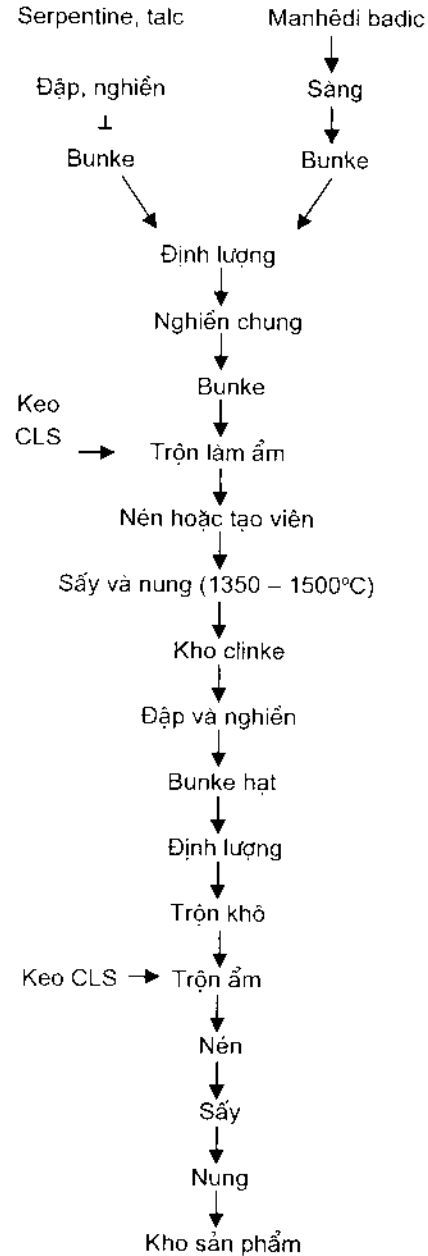 Serpentine, talc
Manhêdi badic
Đập, nghiền
Sàng
Bunke
Bunke
Định lượng
Nghiền chung
Bunke
Keo
CLS
Trộn làm ẩm
Nén hoặc tạo viên
Sấy và nung (1350 – 1500ºC)
Kho clinke
Đập và nghiền
Bunke hạt
Định lượng
Trộn khô
Keo CLS
Trộn ẩm
Nén
Sấy
Nung
Kho sản phẩm